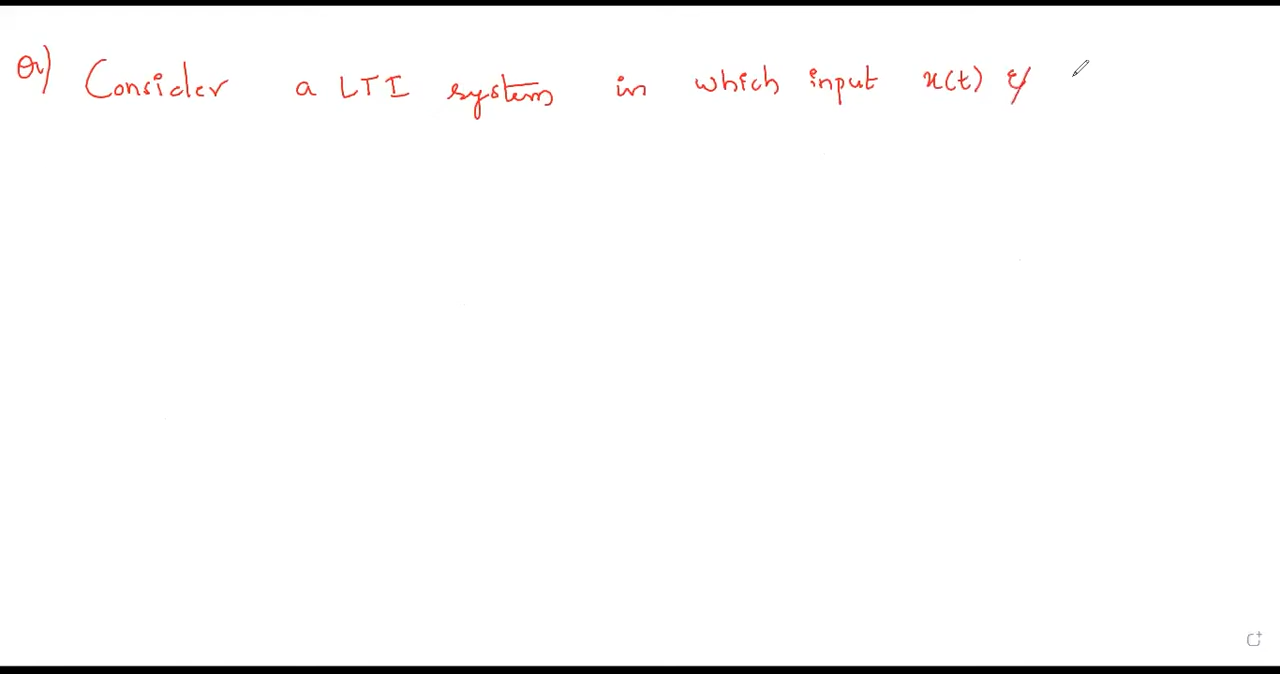 Q) Consider a LTI system in which input x(t) &